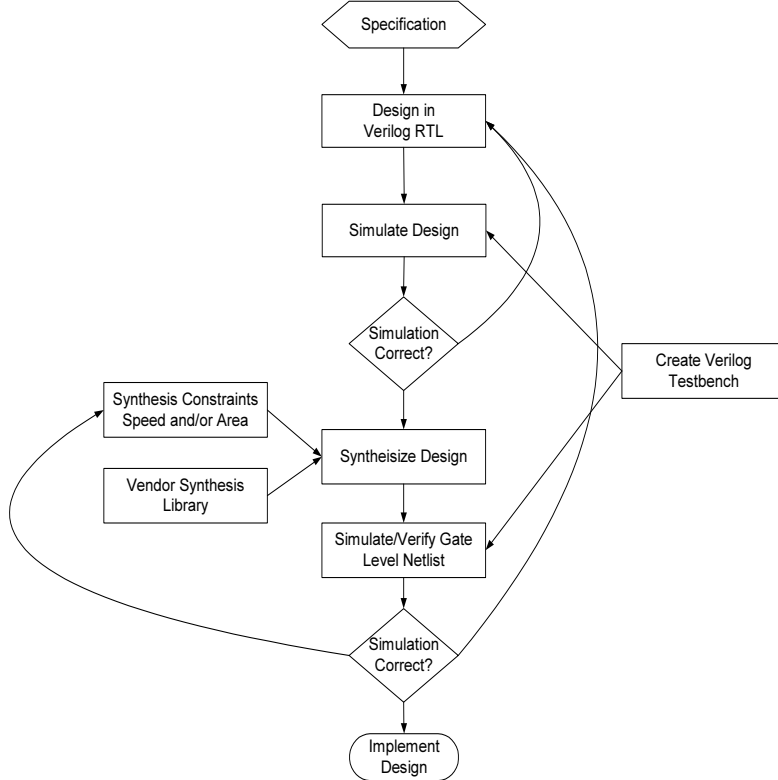 Specification
Design in
Verilog RTL
Simulate Design
Simulation
Correct?
Create Verilog
Testbench
Synthesis Constraints
Speed and/or Area
Syntheisize Design
Vendor Synthesis
Library
Simulate/Verify Gate
Level Netlist
Simulation
Correct?
Implement
Design